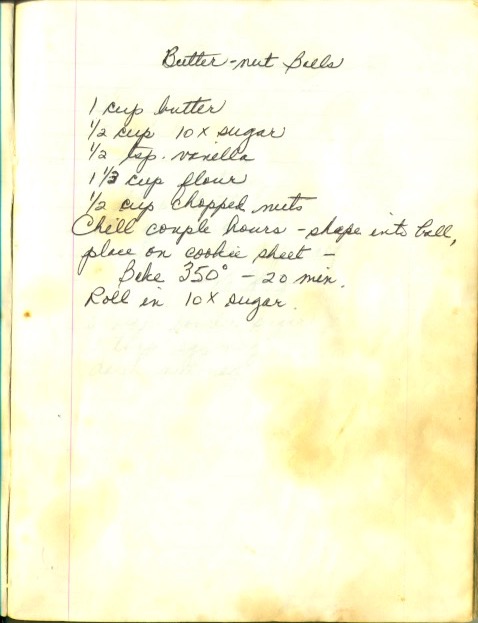 Butter-nut Balls
1 cup butter
1/2 cup 10X sugar
1/2 tsp. vanilla
1 1/3 cup flour
1/2 cup chopped nuts
Chill couple hours - shape into ball,
place on cookie sheet -
Bake 350° - 20 min.
Roll in 10X sugar.